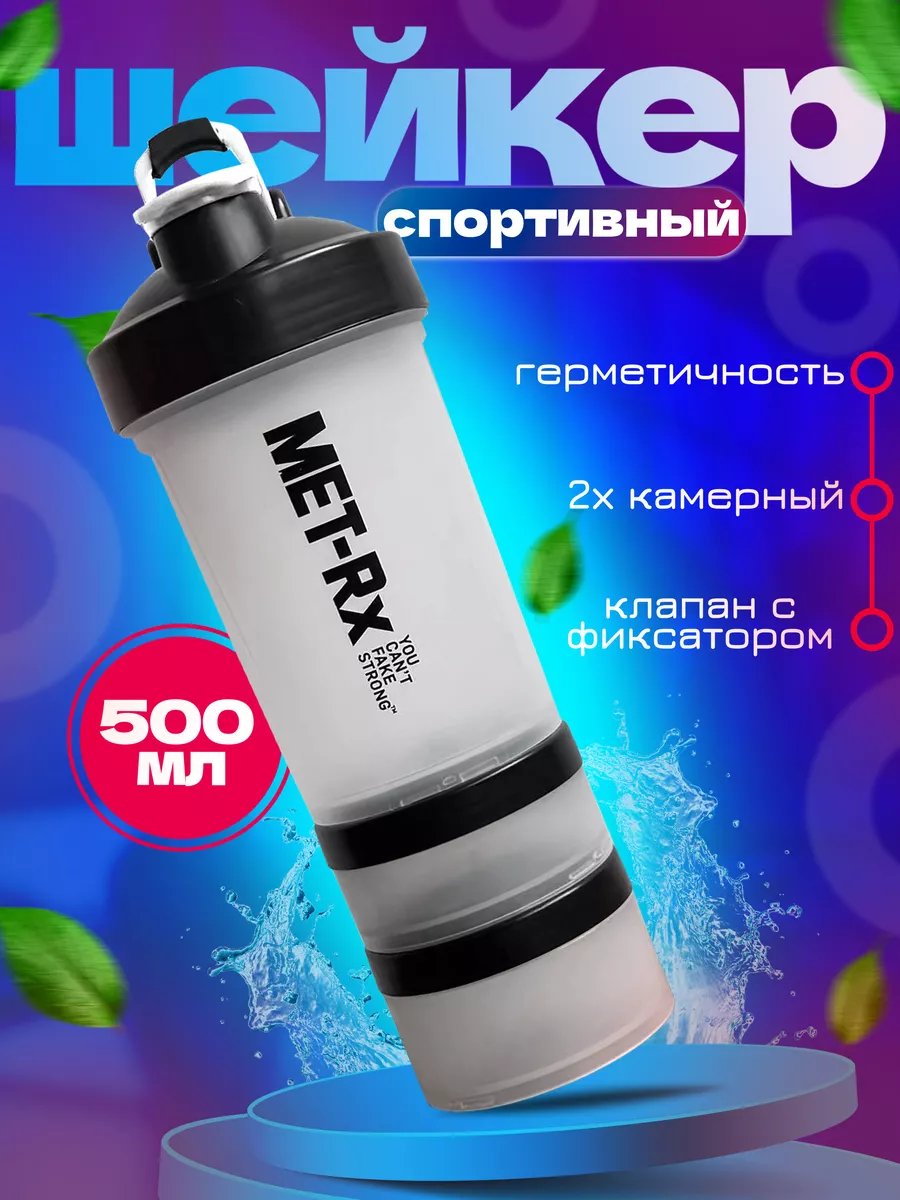 шейкер
спортивный
герметичность
2х камерный
клапан с
фиксатором
MET-Rx
YOU
CAN'T
FAKE
STRONG™
500
мл